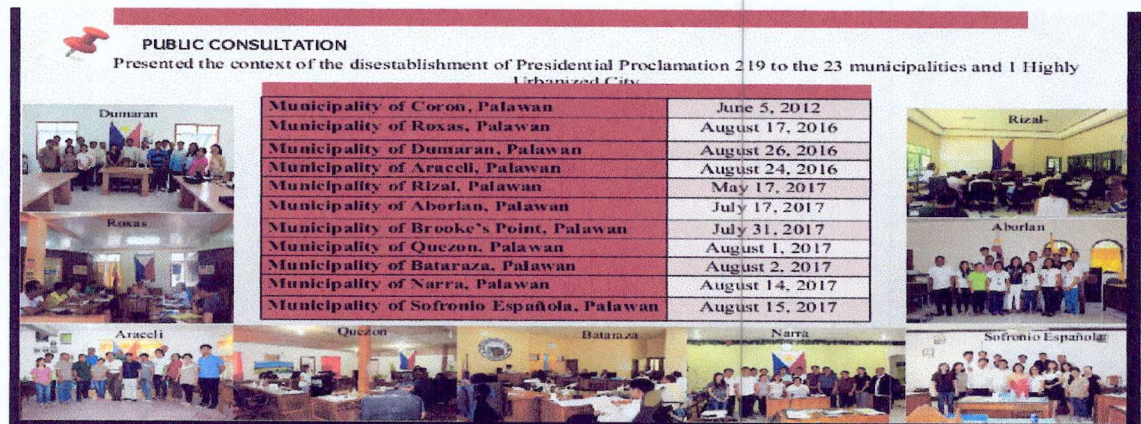 PUBLIC CONSULTATION
Presented the context of the disestablishment of Presidential Proclamation 219 to the 23 municipalities and 1 Highly
Urbanized City
Municipality of Coron, Palawan June 5, 2012
Municipality of Roxas, Palawan August 17, 2016
Municipality of Dumaran, Palawan August 26, 2016
Municipality of Araceli, Palawan August 24, 2016
Municipality of Rizal, Palawan May 17, 2017
Municipality of Aborlan, Palawan July 17, 2017
Municipality of Brooke's Point, Palawan July 31, 2017
Municipality of Quezon, Palawan August 1, 2017
Municipality of Bataraza, Palawan August 2, 2017
Municipality of Narra, Palawan August 14, 2017
Municipality of Sofronio Española, Palawan August 15, 2017
Dumaran
Roxas
Araceli
Quezon
Bataraza
Narra
Rizal
Aborlan
Sofronio Española